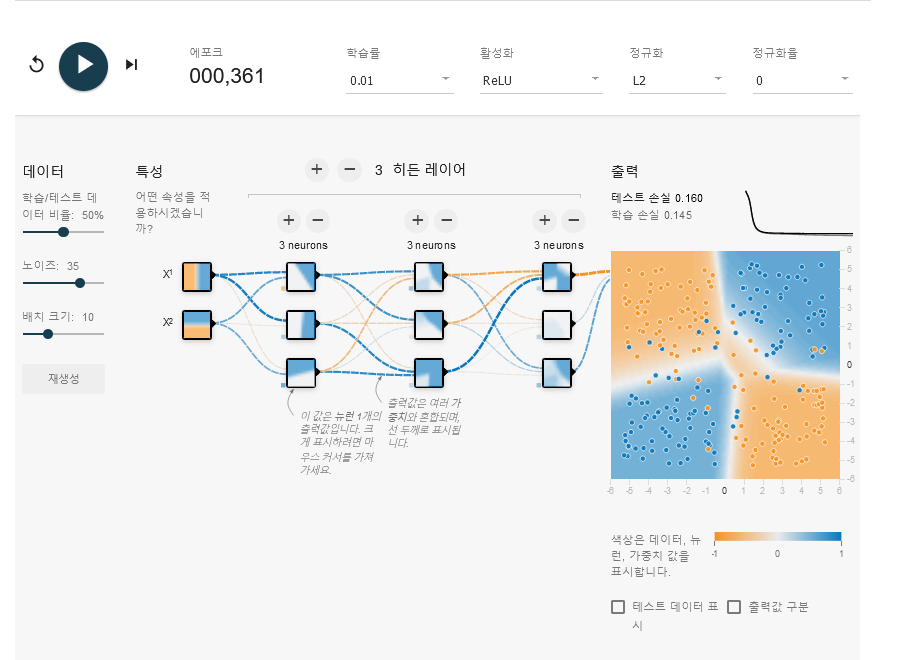 에포크
000,361
학습률
0.01
활성화
ReLU
정규화
L2
정규화율
0
데이터
학습/테스트 데
이터 비율: 50%
노이즈: 35
배치 크기: 10
재생성
특성
어떤 속성을 적
용하시겠습니
까?
3 히든 레이어
3 neurons
3 neurons
3 neurons
X1
X2
이 값은 뉴런 1개의
출력값입니다. 크
게 표시하려면 마
우스 커서를 가져
가세요.
출력값은 여러 가
중치와 혼합되며,
선 두께로 표시됩
니다.
출력
테스트 손실 0.160
학습 손실 0.145
6
5
4
3
2
1
0
-1
-2
-3
-4
-5
-6
-6 -5 -4 -3 -2 -1 0 1 2 3 4 5 6
색상은 데이터, 뉴
런, 가중치 값을
표시합니다.
-1 0 1
테스트 데이터 표
시
출력값 구분